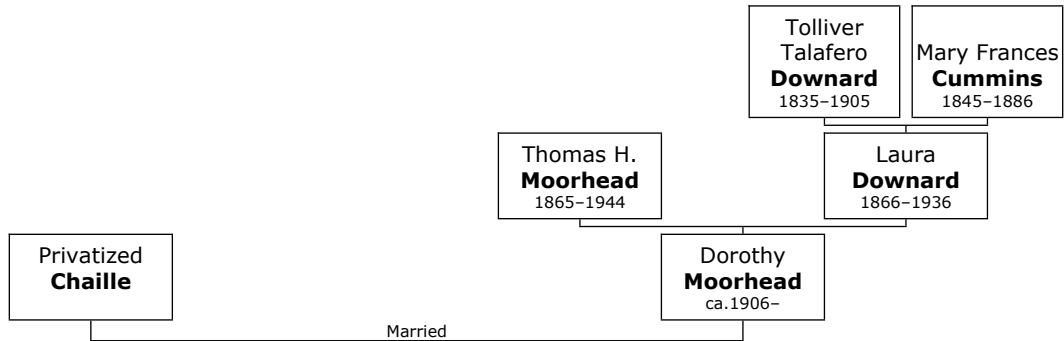 Tolliver
Talafero
Downard
1835–1905
Mary Frances
Cummins
1845–1886
Thomas H.
Moorhead
1865–1944
Laura
Downard
1866–1936
Privatized
Chaille
Dorothy
Moorhead
ca.1906–
Married